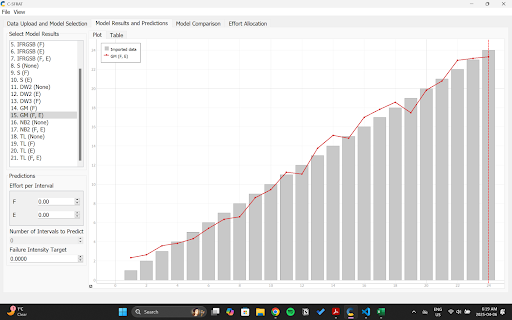 C-SFRAT
File View
Data Upload and Model Selection Model Results and Predictions Model Comparison Effort Allocation
Select Model Results
5. IFRGSB (F)
6. IFRGSB (E)
7. IFRGSB (F, E)
8. S (None)
9. S (F)
10. S (E)
11. DW2 (None)
12. DW2 (E)
13. DW3 (F)
14. GM (F)
15. GM (F, E)
16. NB2 (None)
17. NB2 (F, E)
18. TL (None)
19. TL (F)
20. TL (E)
21. TL (F, E)
Predictions
Effort per Interval
F 0.00
E 0.00
Number of Intervals to Predict
0
Failure Intensity Target
0.0000
Plot Table
Imported data
GM (F, E)
1°C
Clear
Search
ENG
US
8:19 AM
2025-04-06